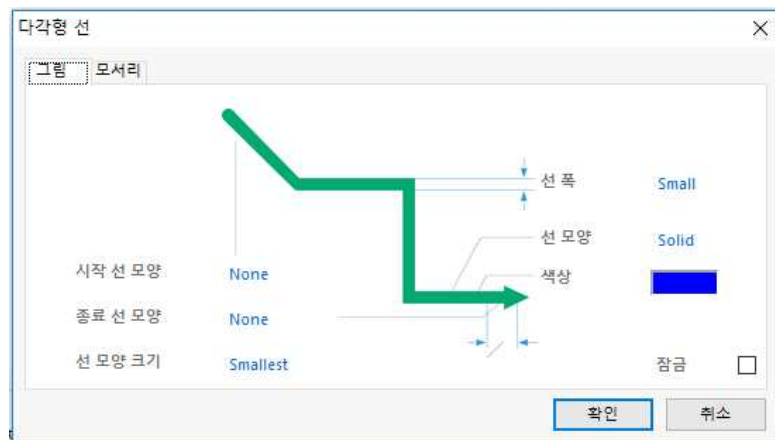 다각형 선
그림 모서리
선 폭 Small
선 모양 Solid
색상
시작 선 모양 None
종료 선 모양 None
선 모양 크기 Smallest
잠금
확인 취소